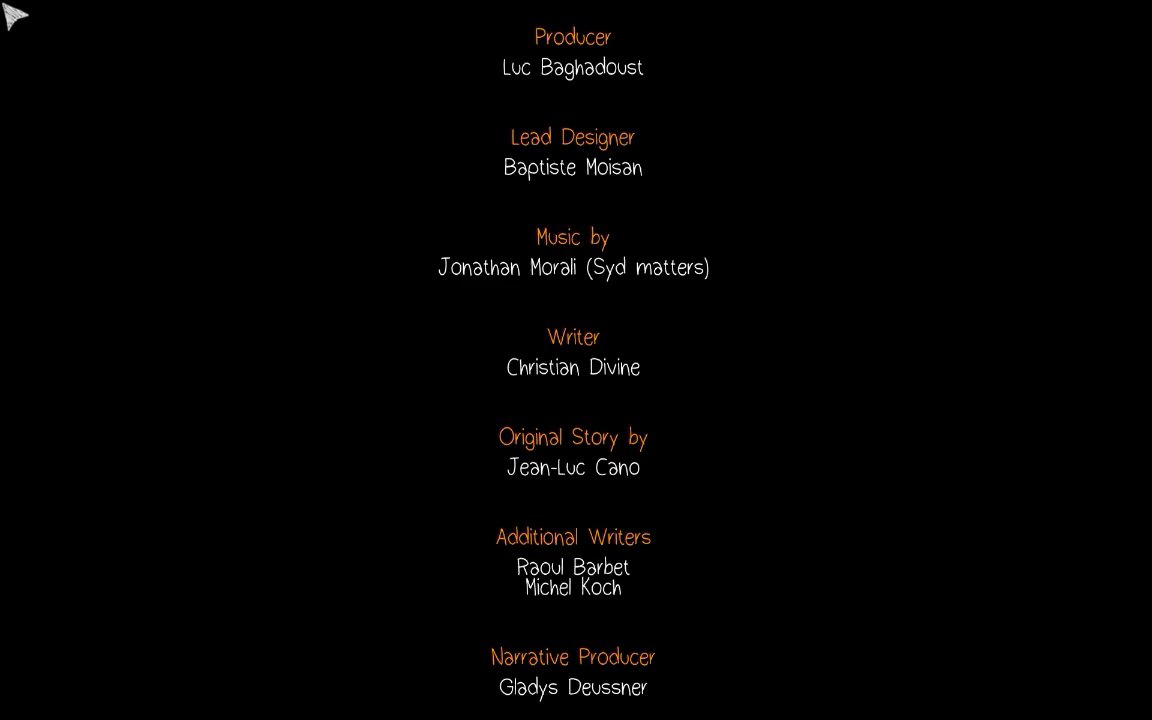 Producer
Luc Baghadoust
Lead Designer
Baptiste Moisan
Music by
Jonathan Morali (Syd matters)
Writer
Christian Divine
Original Story by
Jean-Luc Cano
Additional Writers
Raoul Barbet
Michel Koch
Narrative Producer
Gladys Deussner